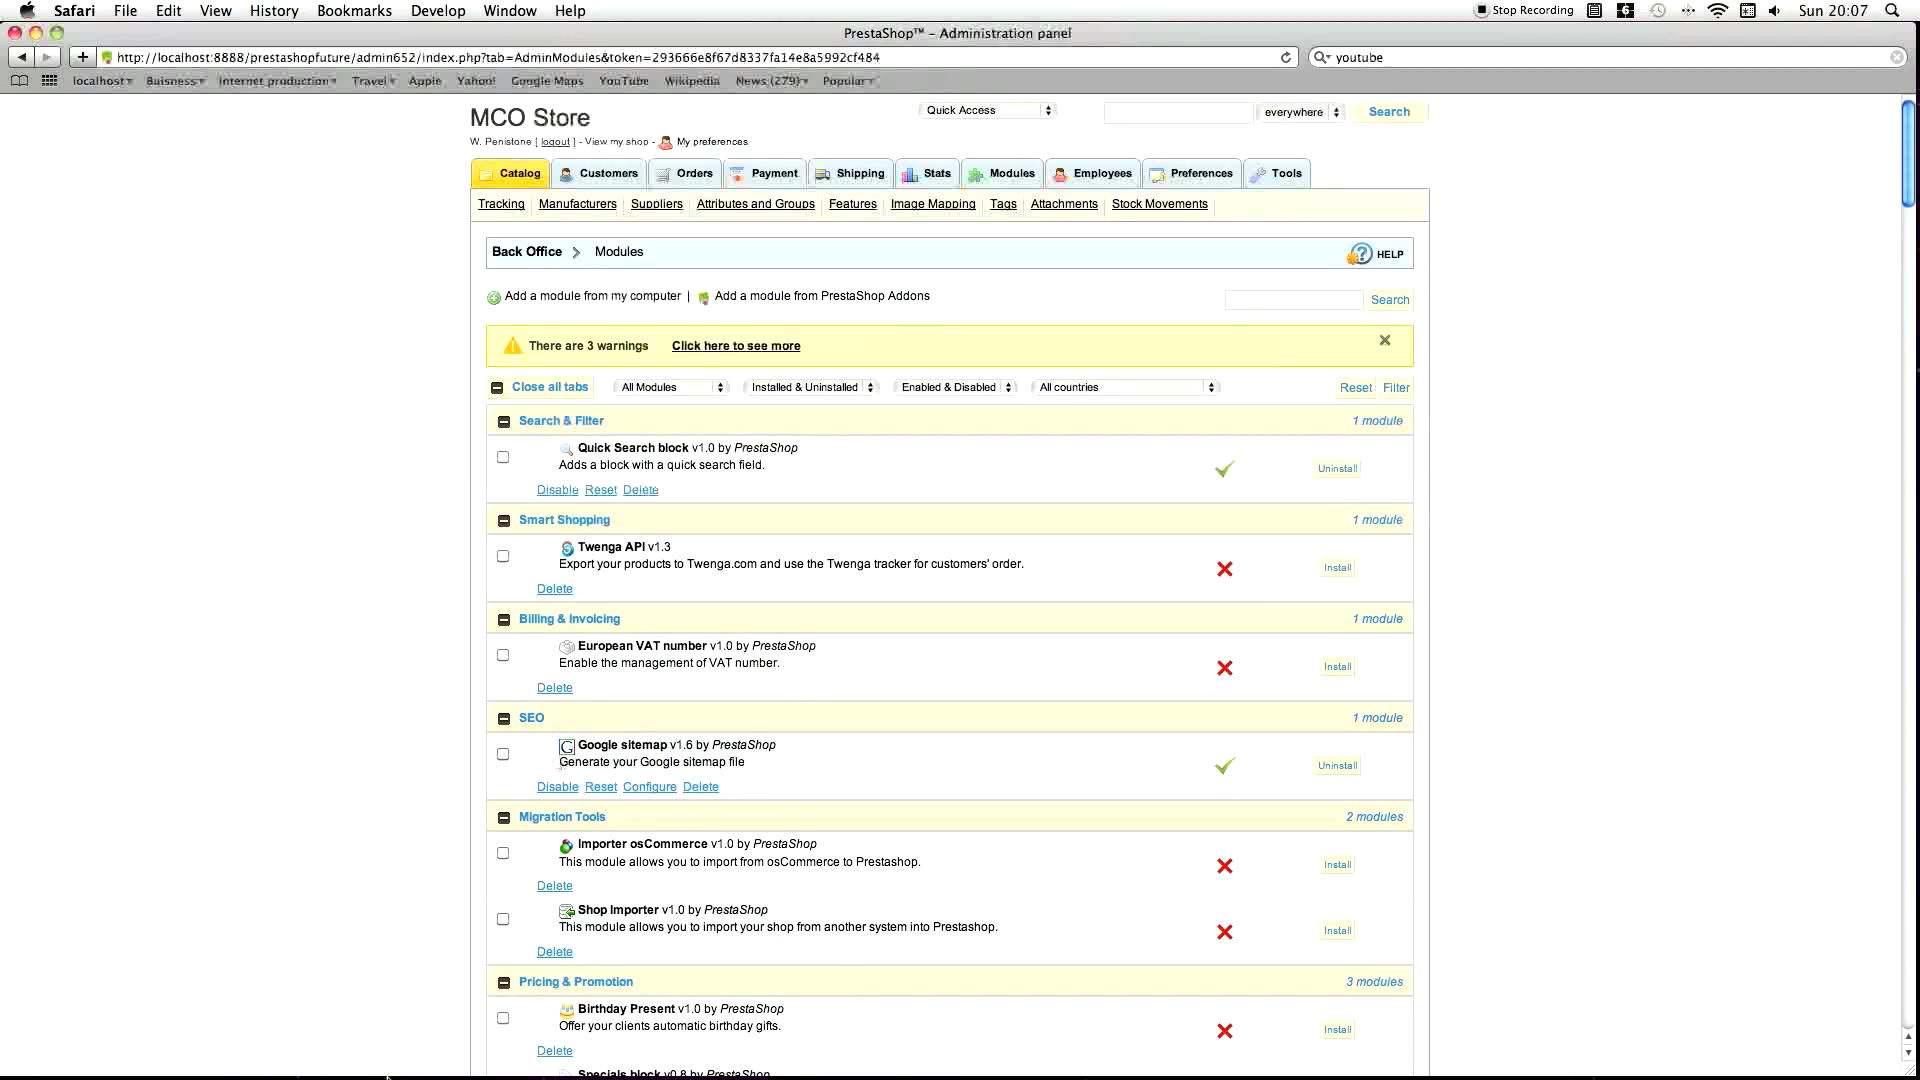 Safari File Edit View History Bookmarks Develop Window Help Stop Recording Sun 20:07
PrestaShop™ – Administration panel
http://localhost:8888/prestashopfuture/admin652/index.php?tab=AdminModules&token=293666e8f67d8337fa14e8a5992cf484 youtube
localhost Buisness Internet production Travel Apple Yahoo! Google Maps YouTube Wikipedia News (279) Popular
MCO Store Quick Access everywhere Search
W. Penistone [ logout ] - View my shop - My preferences
Catalog Customers Orders Payment Shipping Stats Modules Employees Preferences Tools
Tracking Manufacturers Suppliers Attributes and Groups Features Image Mapping Tags Attachments Stock Movements
Back Office > Modules HELP
Add a module from my computer | Add a module from PrestaShop Addons Search
There are 3 warnings Click here to see more
Close all tabs All Modules Installed & Uninstalled Enabled & Disabled All countries Reset Filter
Search & Filter 1 module
Quick Search block v1.0 by PrestaShop
Adds a block with a quick search field.
Uninstall
Disable Reset Delete
Smart Shopping 1 module
Twenga API v1.3
Export your products to Twenga.com and use the Twenga tracker for customers' order.
Install
Delete
Billing & Invoicing 1 module
European VAT number v1.0 by PrestaShop
Enable the management of VAT number.
Install
Delete
SEO 1 module
Google sitemap v1.6 by PrestaShop
Generate your Google sitemap file
Uninstall
Disable Reset Configure Delete
Migration Tools 2 modules
Importer osCommerce v1.0 by PrestaShop
This module allows you to import from osCommerce to Prestashop.
Install
Delete
Shop Importer v1.0 by PrestaShop
This module allows you to import your shop from another system into Prestashop.
Install
Delete
Pricing & Promotion 3 modules
Birthday Present v1.0 by PrestaShop
Offer your clients automatic birthday gifts.
Install
Delete
Specials block v0.8 by PrestaShop